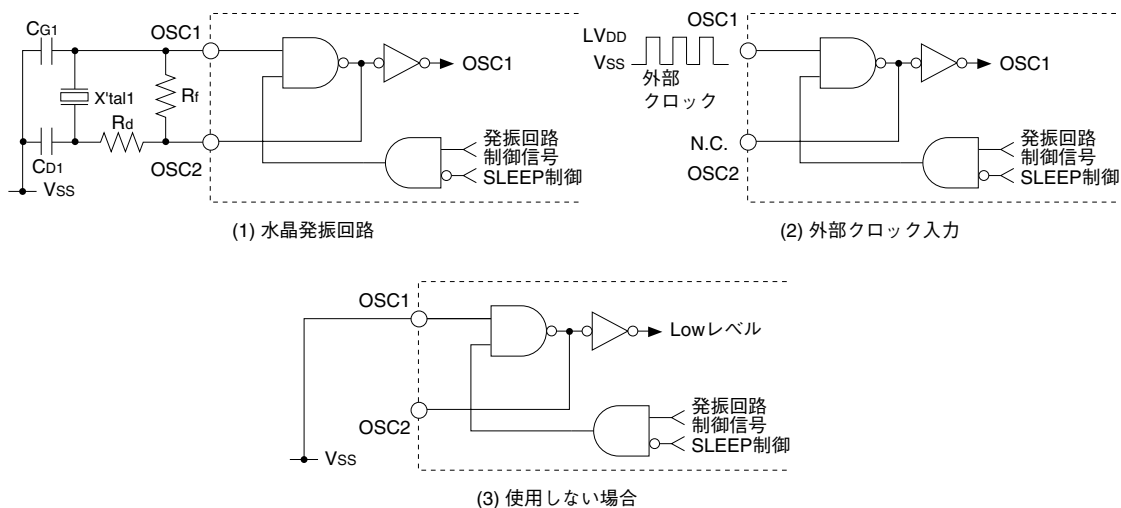 CG1
OSC1
X'tal1
Rf
Rd
CD1
OSC2
VSS
OSC1
発振回路
制御信号
SLEEP制御
(1) 水晶発振回路
OSC1
LVDD
VSS
外部
クロック
N.C.
OSC2
OSC1
発振回路
制御信号
SLEEP制御
(2) 外部クロック入力
OSC1
Lowレベル
OSC2
VSS
発振回路
制御信号
SLEEP制御
(3) 使用しない場合